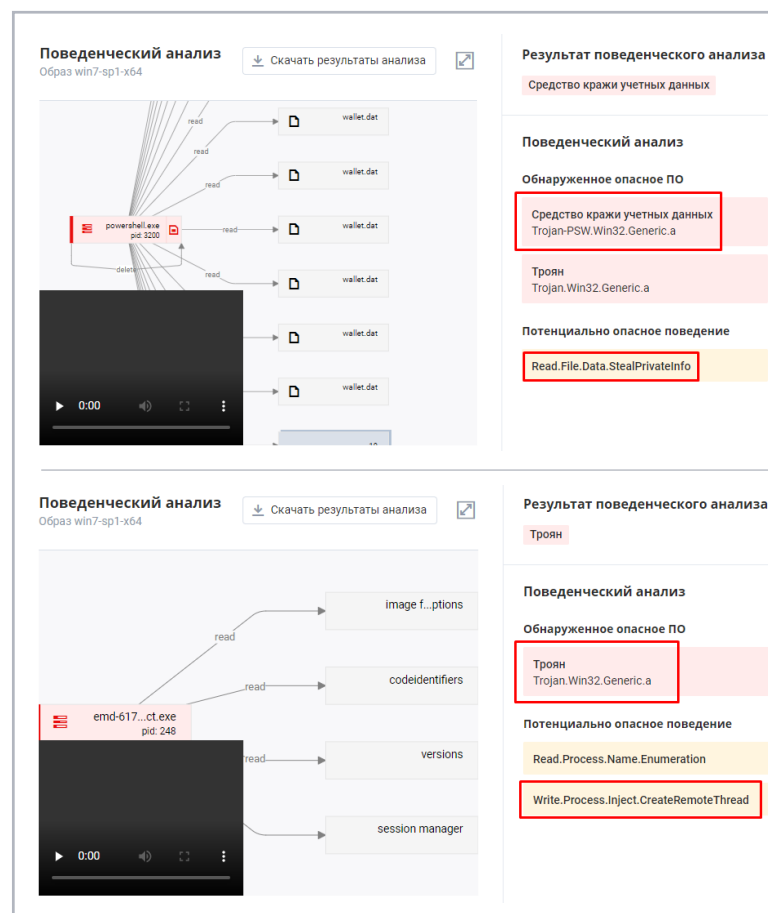 Поведенческий анализ
Образ win7-sp1-x64
Скачать результаты анализа
read
read
read
read
read
delete
powershell.exe
pid: 3200
wallet.dat
wallet.dat
wallet.dat
wallet.dat
wallet.dat
wallet.dat
0:00
Результат поведенческого анализа
Средство кражи учетных данных
Поведенческий анализ
Обнаруженное опасное ПО
Средство кражи учетных данных
Trojan-PSW.Win32.Generic.a
Троян
Trojan.Win32.Generic.a
Потенциально опасное поведение
Read.File.Data.StealPrivateInfo
Поведенческий анализ
Образ win7-sp1-x64
Скачать результаты анализа
read
read
read
emd-617...ct.exe
pid: 248
image f...ptions
codeidentifiers
versions
session manager
0:00
Результат поведенческого анализа
Троян
Поведенческий анализ
Обнаруженное опасное ПО
Троян
Trojan.Win32.Generic.a
Потенциально опасное поведение
Read.Process.Name.Enumeration
Write.Process.Inject.CreateRemoteThread